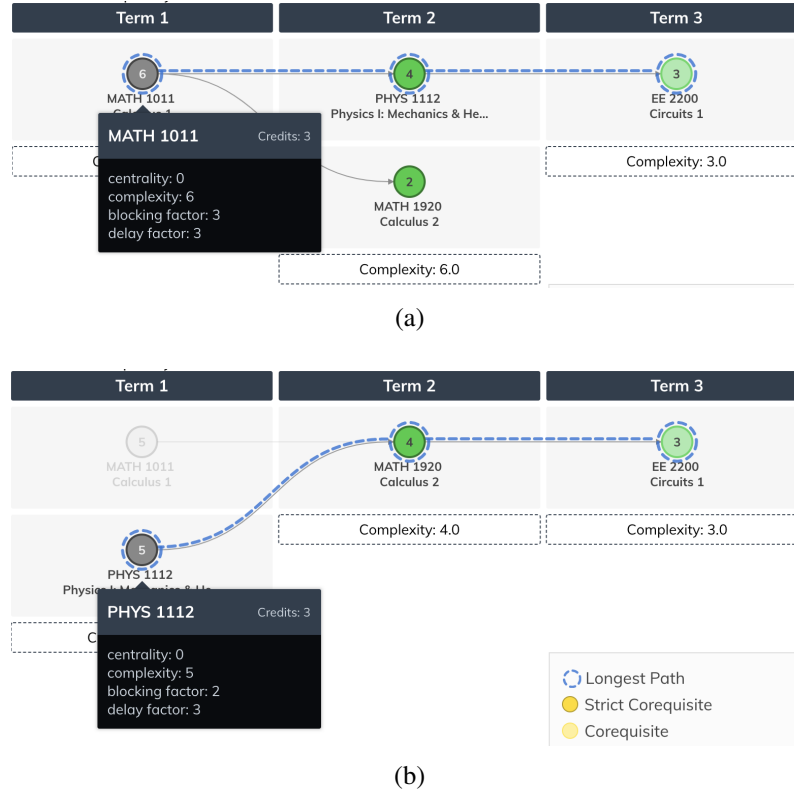 Term 1
Term 2
Term 3
6
4
3
MATH 1011
PHYS 1112
Physics I: Mechanics & He...
EE 2200
Circuits 1
MATH 1011
Credits: 3
centrality: 0
complexity: 6
blocking factor: 3
delay factor: 3
Complexity: 3.0
2
MATH 1920
Calculus 2
Complexity: 6.0
(a)
Term 1
Term 2
Term 3
5
4
3
MATH 1011
Calculus 1
MATH 1920
Calculus 2
EE 2200
Circuits 1
Complexity: 4.0
Complexity: 3.0
5
PHYS 1112
PHYS 1112
Credits: 3
centrality: 0
complexity: 5
blocking factor: 2
delay factor: 3
Longest Path
Strict Corequisite
Corequisite
(b)